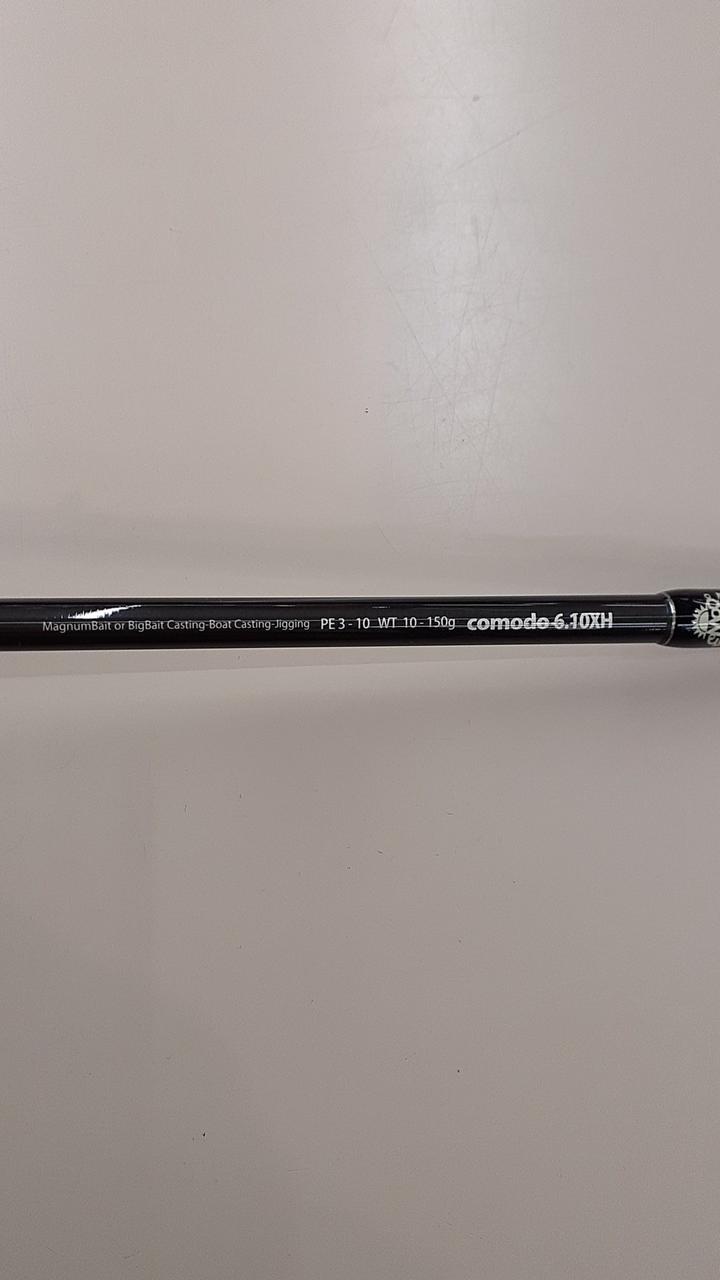 MagnumBait or BigBait Casting-Boat Casting-Jigging PE 3 - 10 WT 10 - 150g comodo 6.10XH